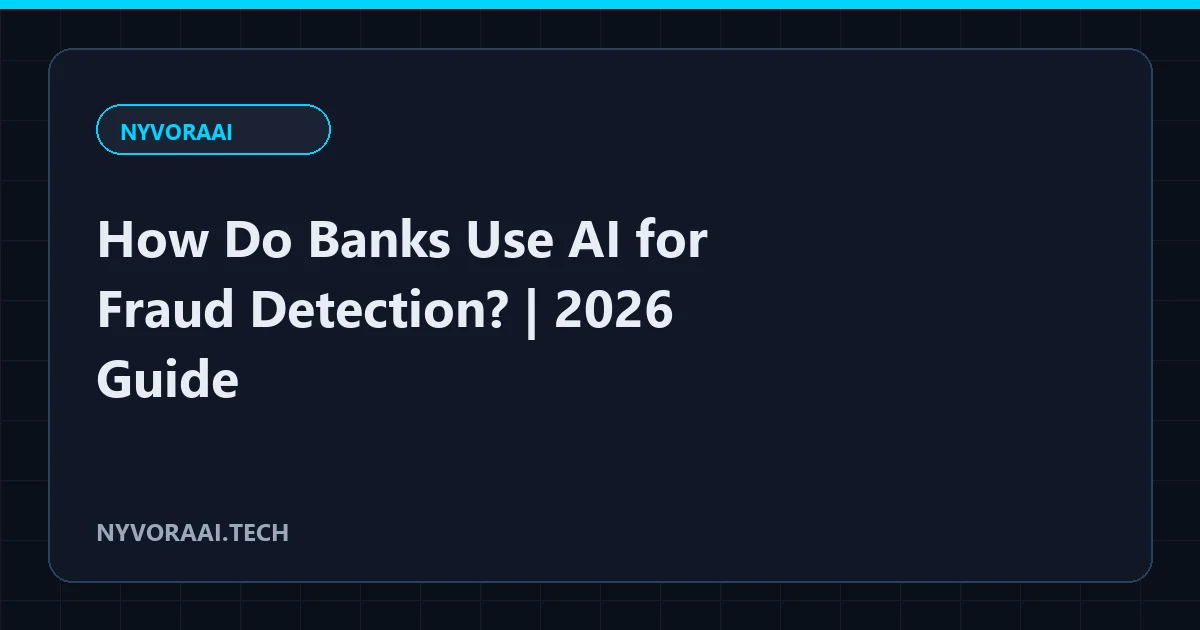 NYVORAAI
How Do Banks Use AI for
Fraud Detection? | 2026
Guide
NYVORAAI.TECH